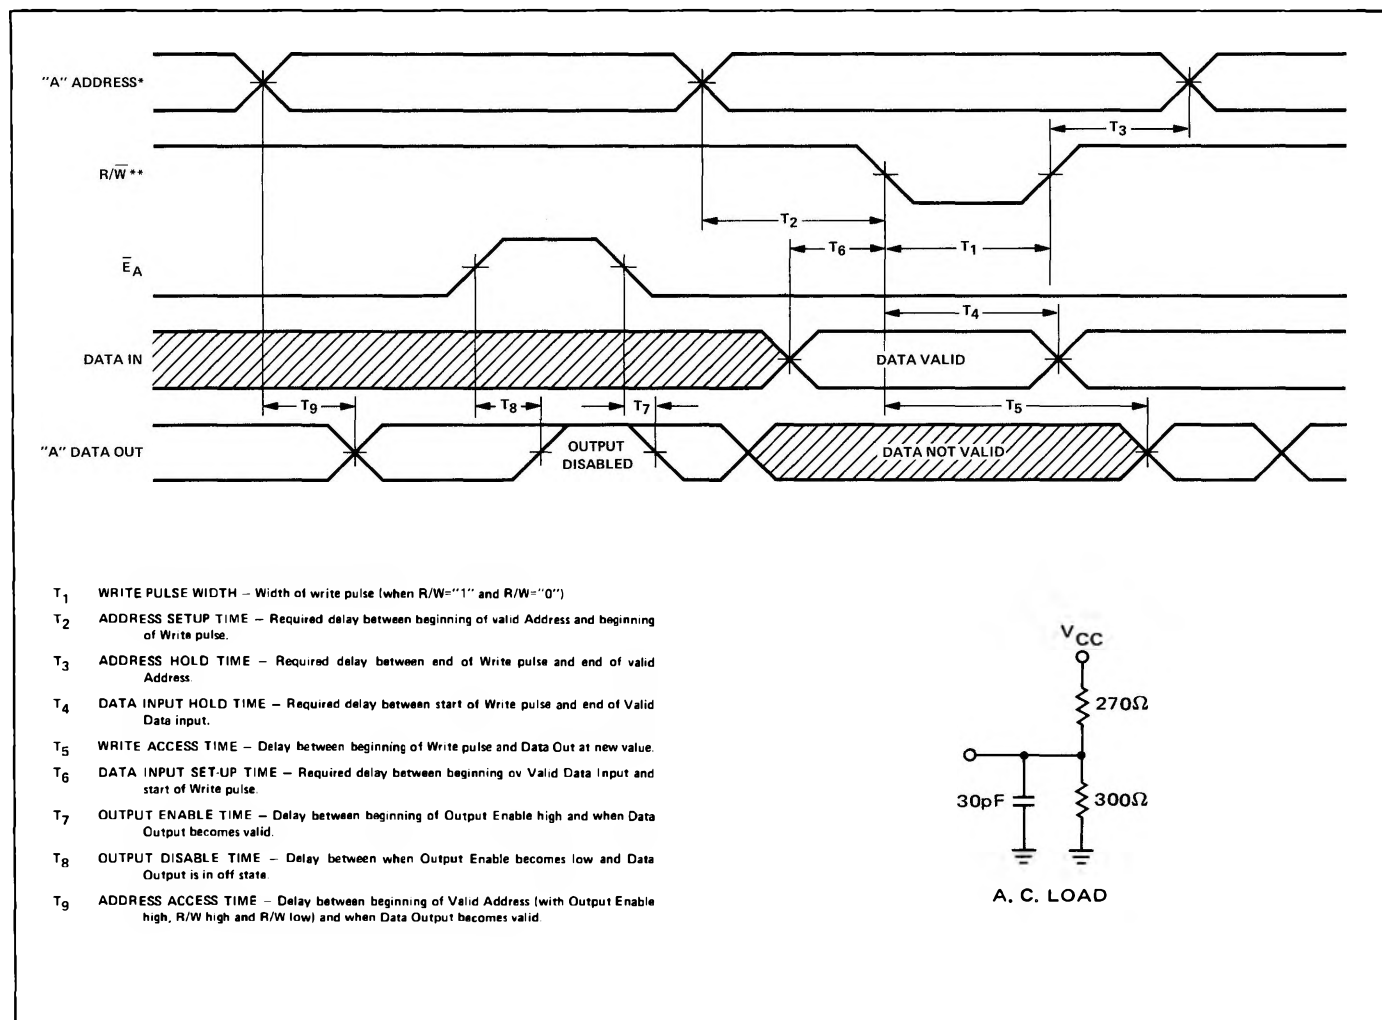 "A" ADDRESS*
T3
R/W̅**
T2
T6
T1
E̅A
T4
DATA IN
DATA VALID
T9
T8
T7
T5
"A" DATA OUT
OUTPUT
DISABLED
DATA NOT VALID
T1 WRITE PULSE WIDTH – Width of write pulse (when R/W="1" and R/W="0")
T2 ADDRESS SETUP TIME – Required delay between beginning of valid Address and beginning
of Write pulse.
T3 ADDRESS HOLD TIME – Required delay between end of Write pulse and end of valid
Address.
T4 DATA INPUT HOLD TIME – Required delay between start of Write pulse and end of Valid
Data input.
T5 WRITE ACCESS TIME – Delay between beginning of Write pulse and Data Out at new value.
T6 DATA INPUT SET-UP TIME – Required delay between beginning ov Valid Data Input and
start of Write pulse.
T7 OUTPUT ENABLE TIME – Delay between beginning of Output Enable high and when Data
Output becomes valid.
T8 OUTPUT DISABLE TIME – Delay between when Output Enable becomes low and Data
Output is in off state.
T9 ADDRESS ACCESS TIME – Delay between beginning of Valid Address (with Output Enable
high, R/W high and R/W low) and when Data Output becomes valid.
VCC
270Ω
30pF
300Ω
A. C. LOAD